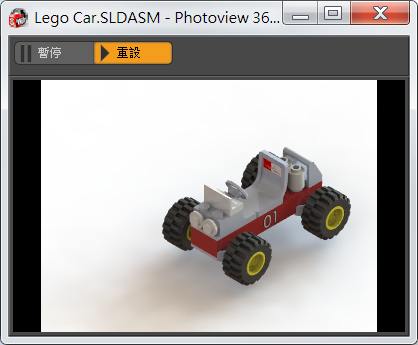 Lego Car.SLDASM - Photoview 36...
暫停
重設
01